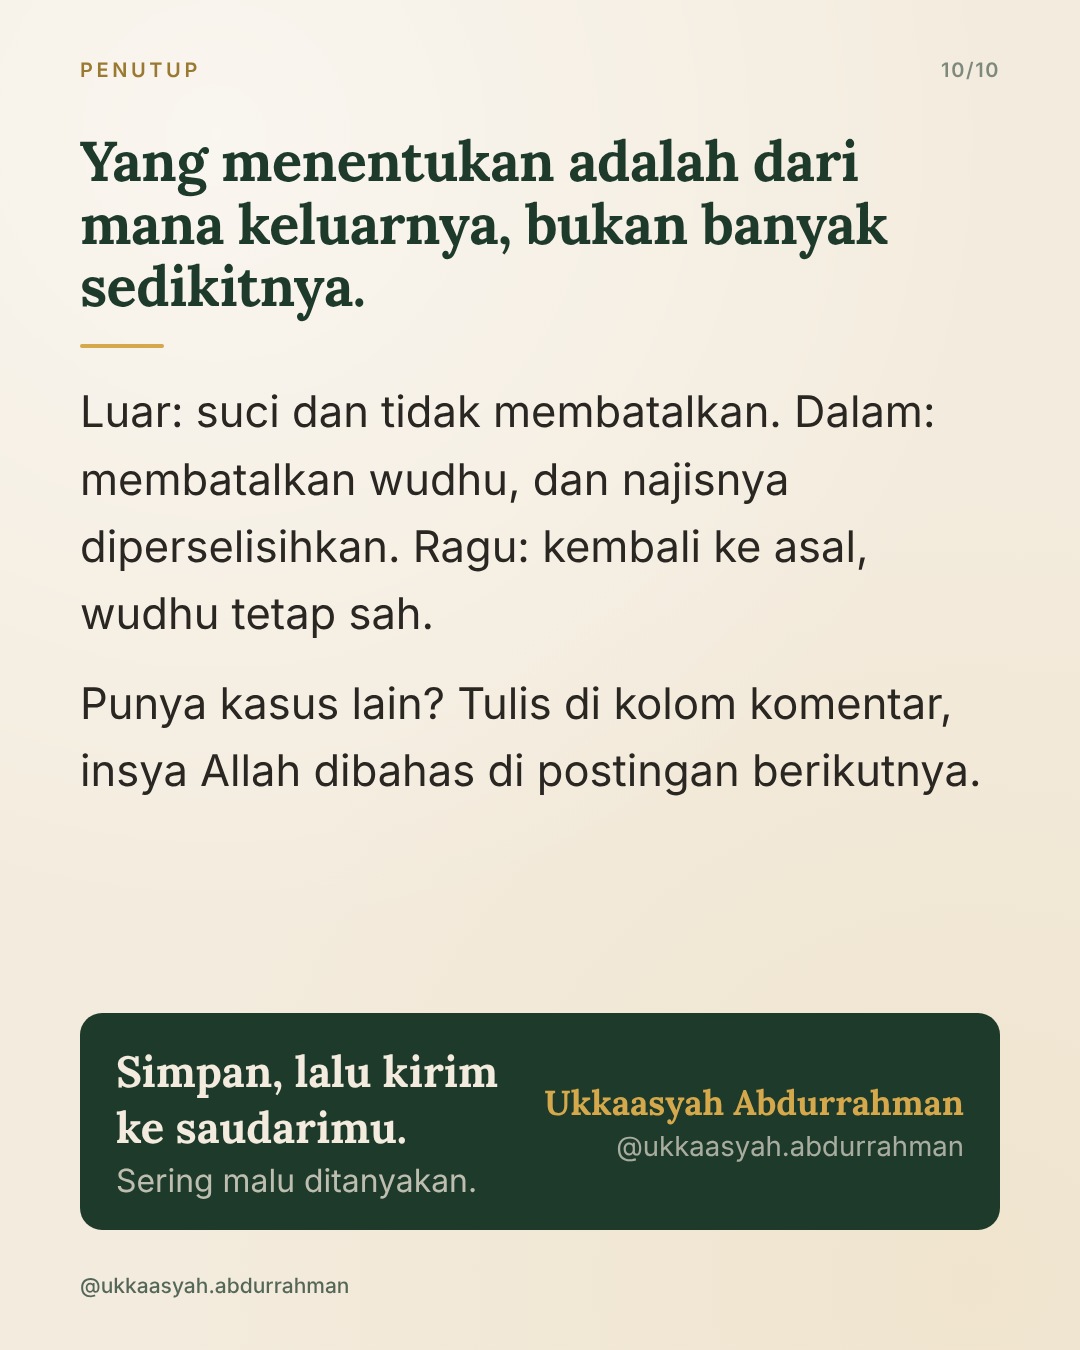 PENUTUP
10/10
Yang menentukan adalah dari
mana keluarnya, bukan banyak
sedikitnya.
Luar: suci dan tidak membatalkan. Dalam:
membatalkan wudhu, dan najisnya
diperselisihkan. Ragu: kembali ke asal,
wudhu tetap sah.
Punya kasus lain? Tulis di kolom komentar,
insya Allah dibahas di postingan berikutnya.
Simpan, lalu kirim
ke saudarimu.
Sering malu ditanyakan.
Ukkaasyah Abdurrahman
@ukkaasyah.abdurrahman
@ukkaasyah.abdurrahman